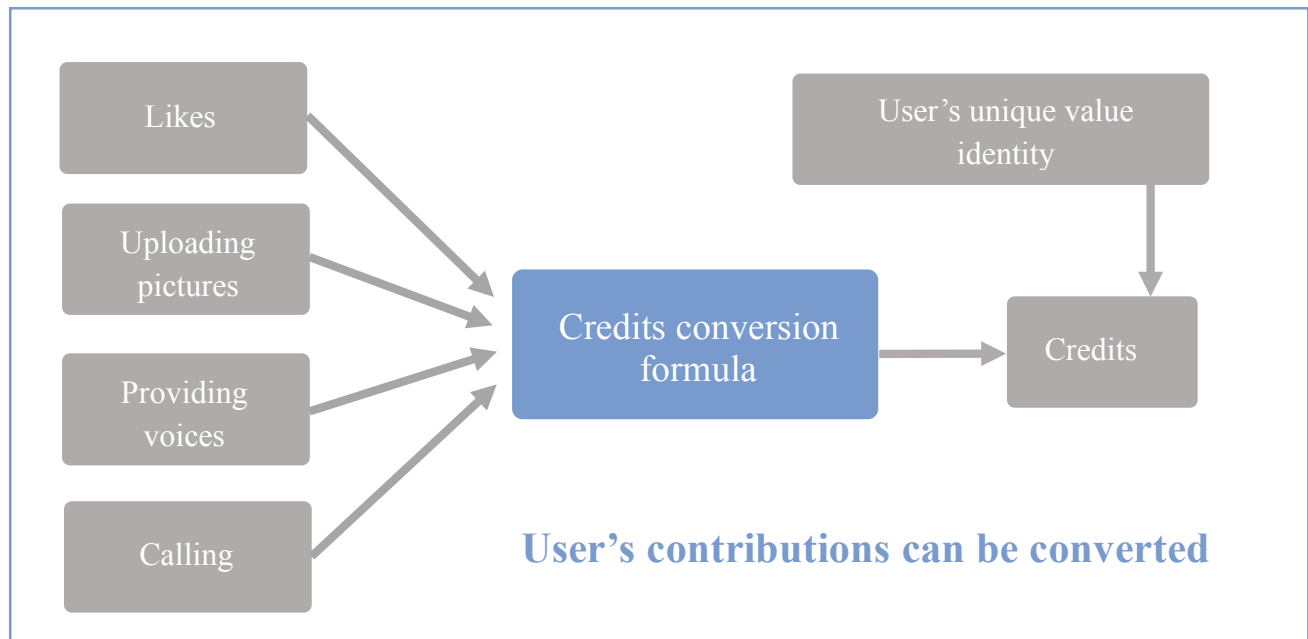 Likes
Uploading
pictures
Providing
voices
Calling
Credits conversion
formula
User’s unique value
identity
Credits
User’s contributions can be converted